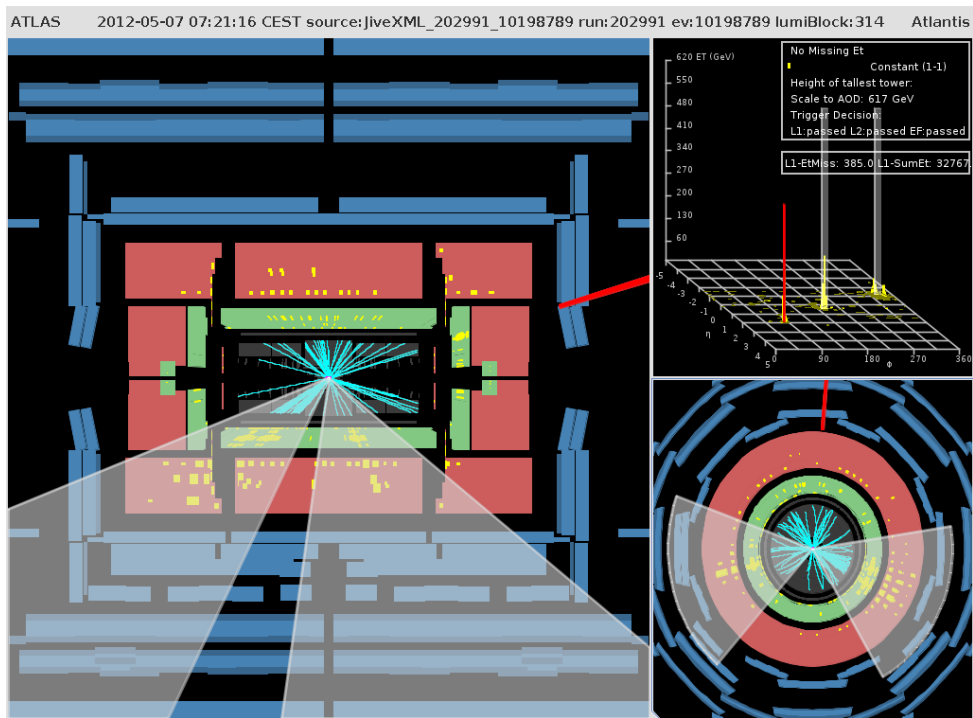 ATLAS 2012-05-07 07:21:16 CEST source:JiveXML_202991_10198789 run:202991 ev:10198789 lumiBlock:314 Atlantis
620 ET (GeV)
550
480
410
340
270
200
130
60
No Missing Et
Constant (1-1)
Height of tallest tower:
Scale to AOD: 617 GeV
Trigger Decision:
L1:passed L2:passed EF:passed
L1-EtMiss: 385.0 L1-SumEt: 32767.
-5
-4
-3
-2
-1
0
1
2
3
4
5
η
0
90
180
270
360
Φ